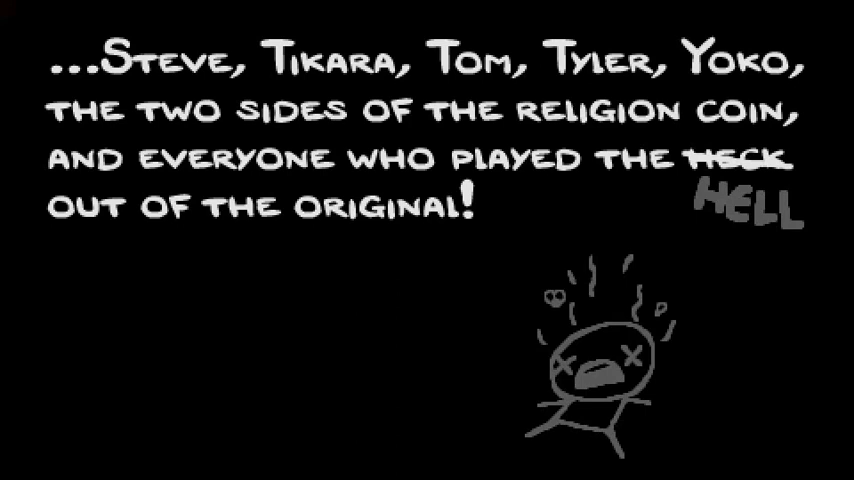 ...Steve, Tikara, Tom, Tyler, Yoko,
the two sides of the religion coin,
and everyone who played the heck
HELL
out of the original!